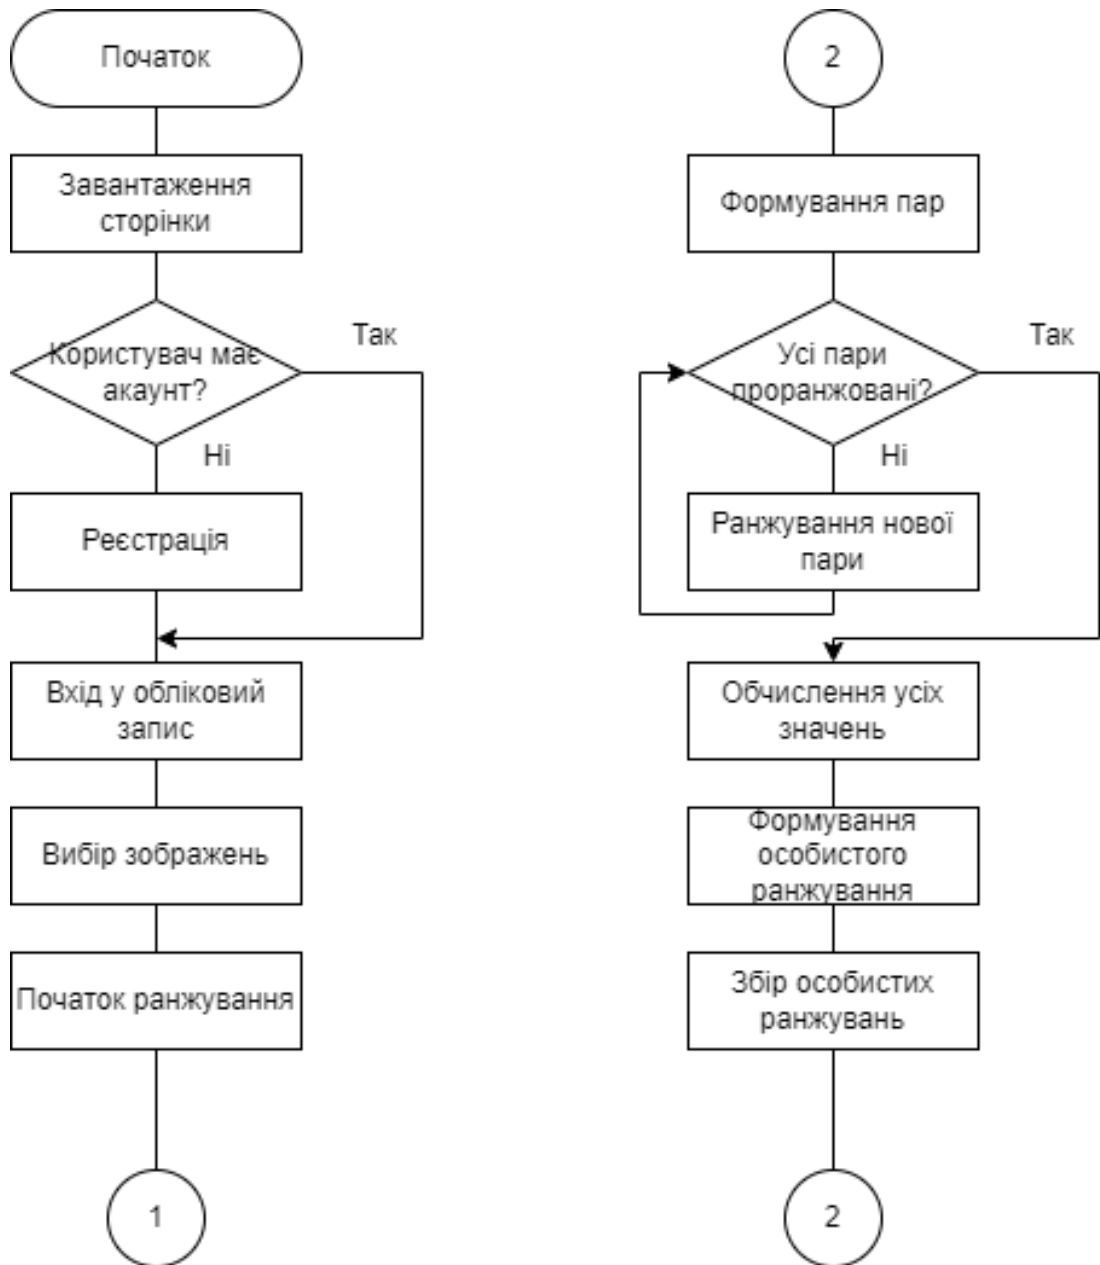 Початок
Завантаження
сторінки
Користувач має
акаунт?
Так
Ні
Реєстрація
Вхід у обліковий
запис
Вибір зображень
Початок ранжування
1
2
Формування пар
Усі пари
проранжовані?
Так
Ні
Ранжування нової
пари
Обчислення усіх
значень
Формування
особистого
ранжування
Збір особистих
ранжувань
2